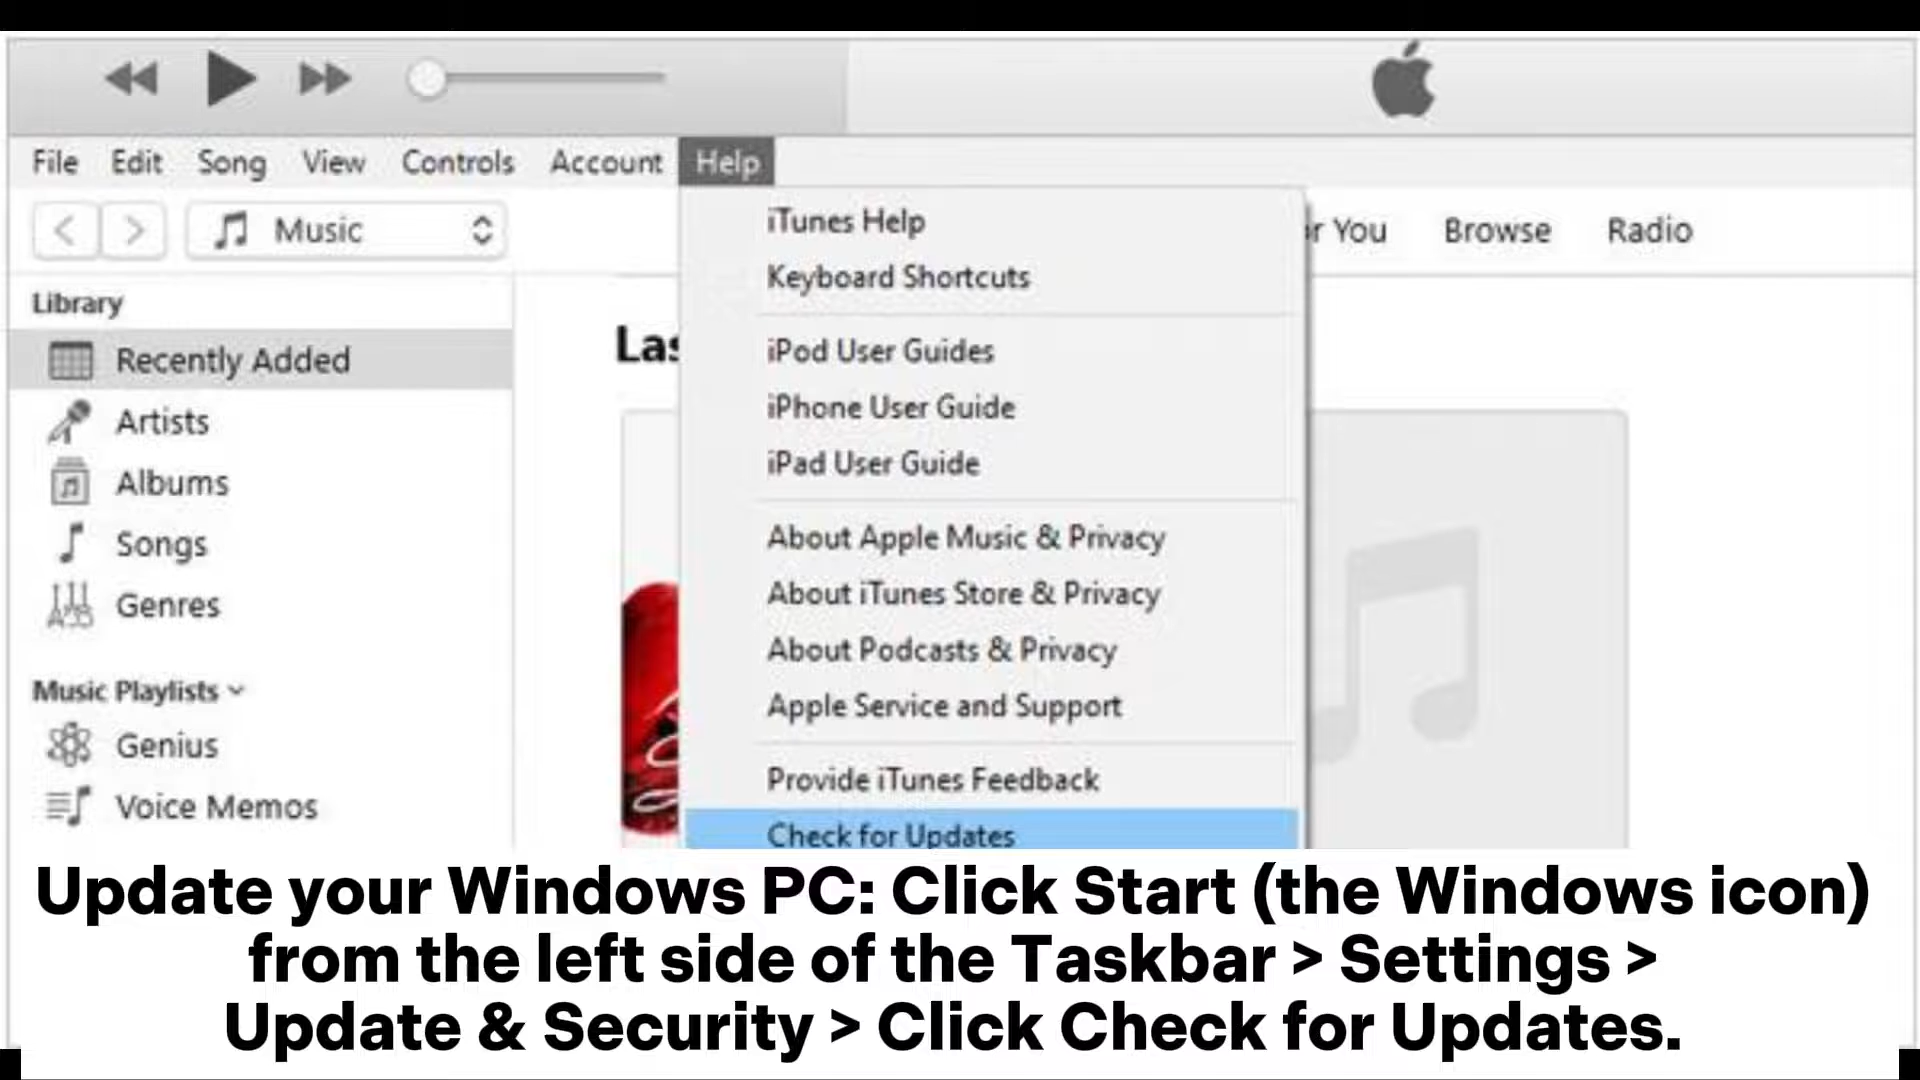 File Edit Song View Controls Account Help
Music
iTunes Help
r You Browse Radio
Keyboard Shortcuts
Library
Las
iPod User Guides
Recently Added
iPhone User Guide
Artists
iPad User Guide
Albums
About Apple Music & Privacy
Songs
About iTunes Store & Privacy
Genres
About Podcasts & Privacy
Music Playlists
Apple Service and Support
Genius
Provide iTunes Feedback
Voice Memos
Check for Updates
Update your Windows PC: Click Start (the Windows icon)
from the left side of the Taskbar > Settings >
Update & Security > Click Check for Updates.